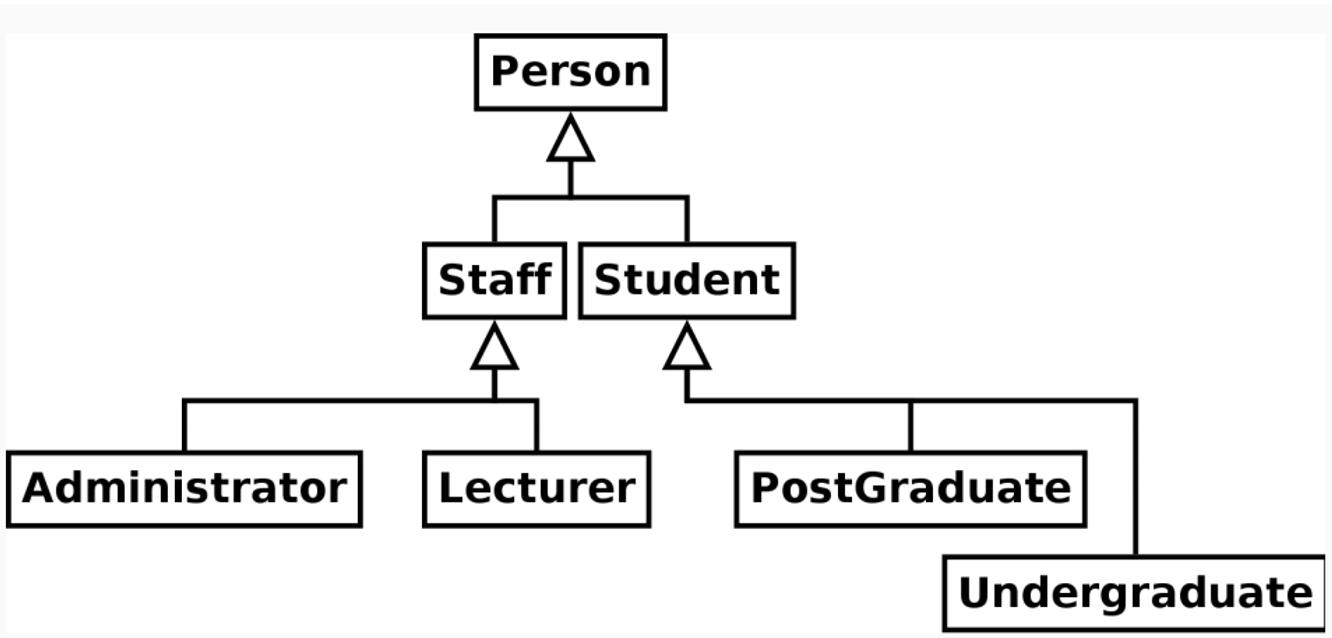 Person
Staff
Student
Administrator
Lecturer
PostGraduate
Undergraduate